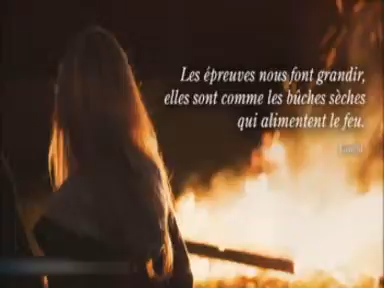 Les épreuves nous font grandir,
elles sont comme les bûches sèches
qui alimentent le feu.